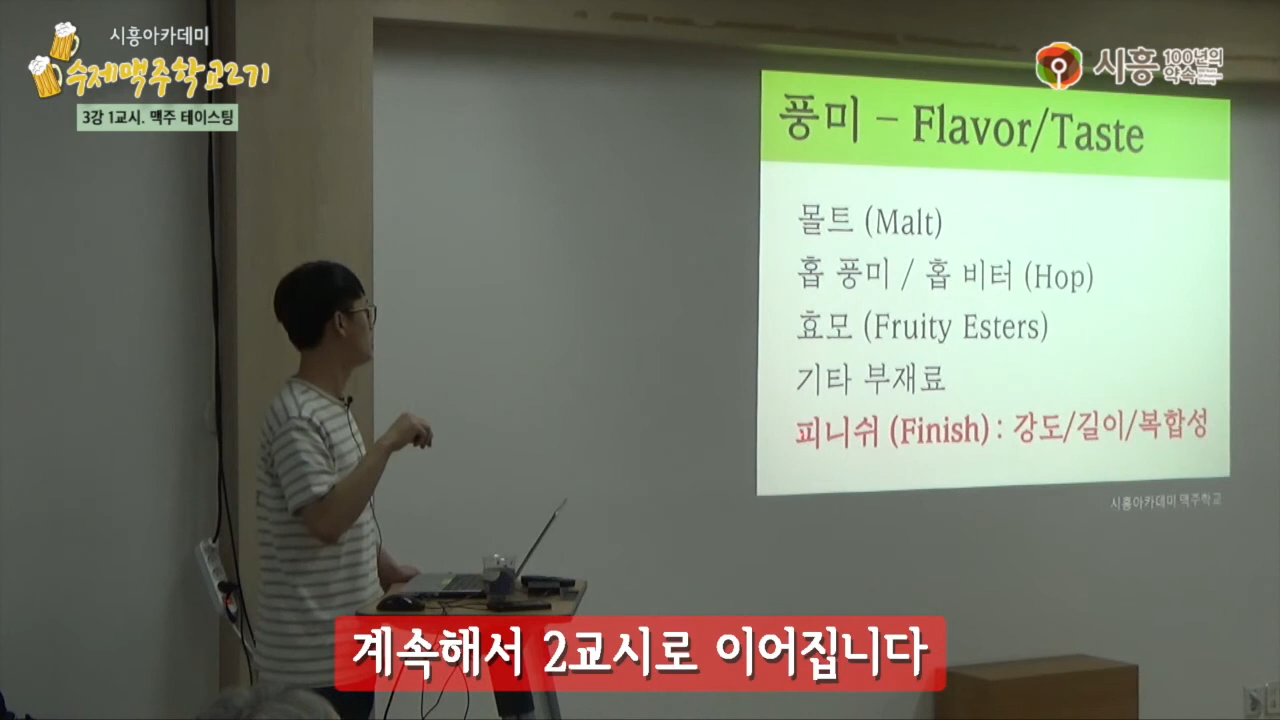 시흥아카데미
수제맥주학교2기
3강 1교시. 맥주 테이스팅
시흥 100년의 약속
풍미 – Flavor/Taste
몰트 (Malt)
홉 풍미 / 홉 비터 (Hop)
효모 (Fruity Esters)
기타 부재료
피니쉬 (Finish) : 강도/길이/복합성
시흥아카데미 맥주학교
계속해서 2교시로 이어집니다